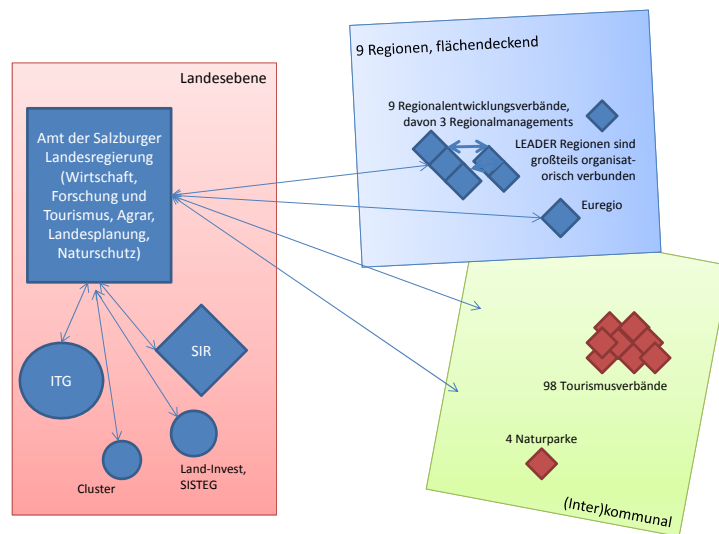 Landesebene
Amt der Salzburger
Landesregierung
(Wirtschaft,
Forschung und
Tourismus, Agrar,
Landesplanung,
Naturschutz)
ITG
SIR
Cluster
Land-Invest,
SISTEG
9 Regionen, flächendeckend
9 Regionalentwicklungsverbände,
davon 3 Regionalmanagements
LEADER Regionen sind
großteils organisat-
orisch verbunden
Euregio
98 Tourismusverbände
4 Naturparke
(Inter)kommunal